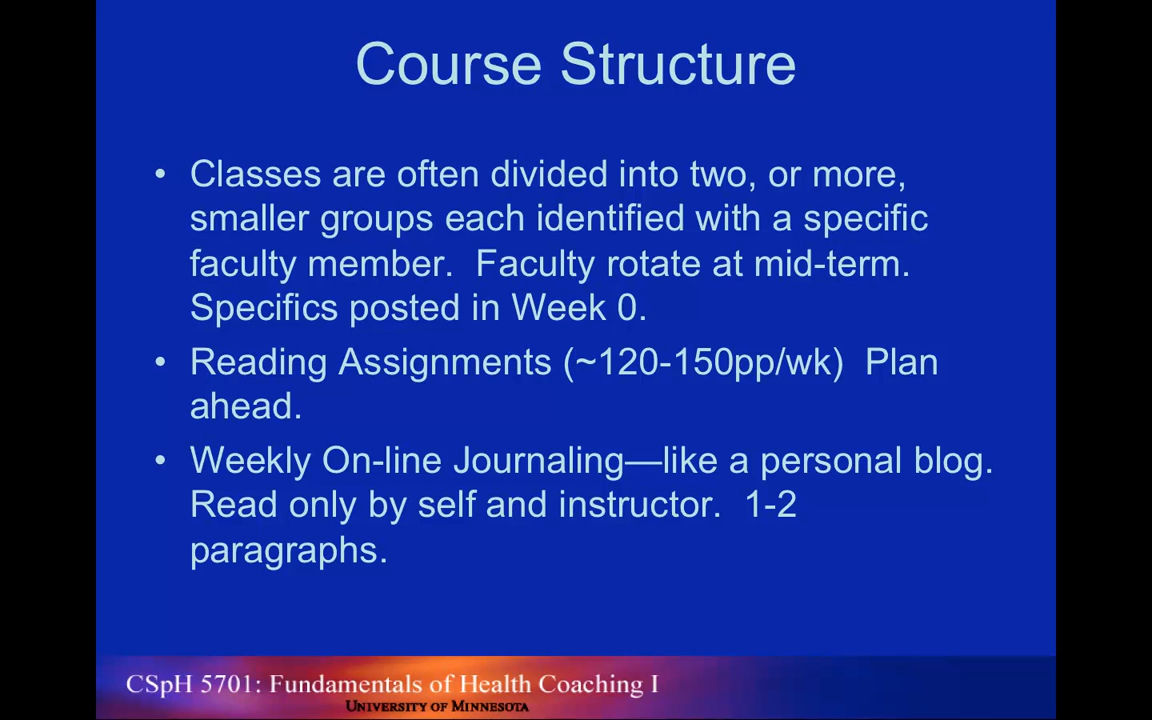 Course Structure
• Classes are often divided into two, or more,
smaller groups each identified with a specific
faculty member.  Faculty rotate at mid-term.
Specifics posted in Week 0.
• Reading Assignments (~120-150pp/wk)  Plan
ahead.
• Weekly On-line Journaling—like a personal blog.
Read only by self and instructor.  1-2
paragraphs.
CSpH 5701: Fundamentals of Health Coaching I
UNIVERSITY OF MINNESOTA